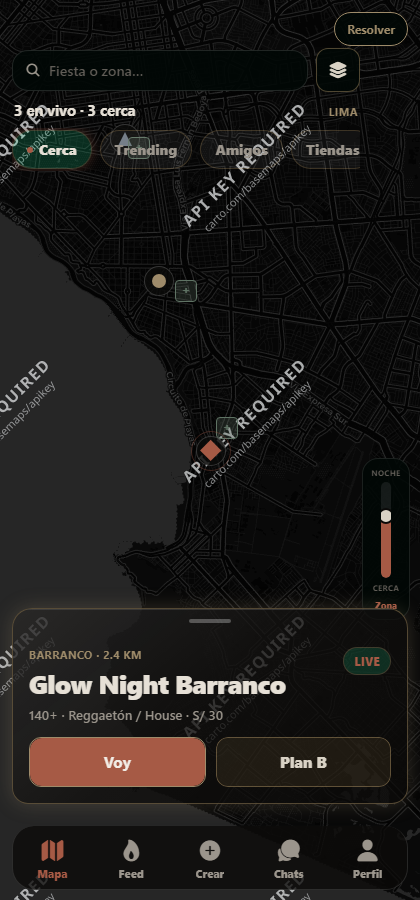 Resolver
Fiesta o zona...
3 en vivo · 3 cerca
LIMA
Cerca
Trending
Amigos
Tiendas
API KEY REQUIRED
carto.com/basemaps/apikey
QUIRED
API KEY REQUIRED
carto.com/basemaps/apikey
QUIRED
NOCHE
CERCA
Zona
BARRANCO · 2.4 KM
LIVE
Glow Night Barranco
140+ · Reggaetón / House · S/ 30
Voy
Plan B
Mapa
Feed
Crear
Chats
Perfil